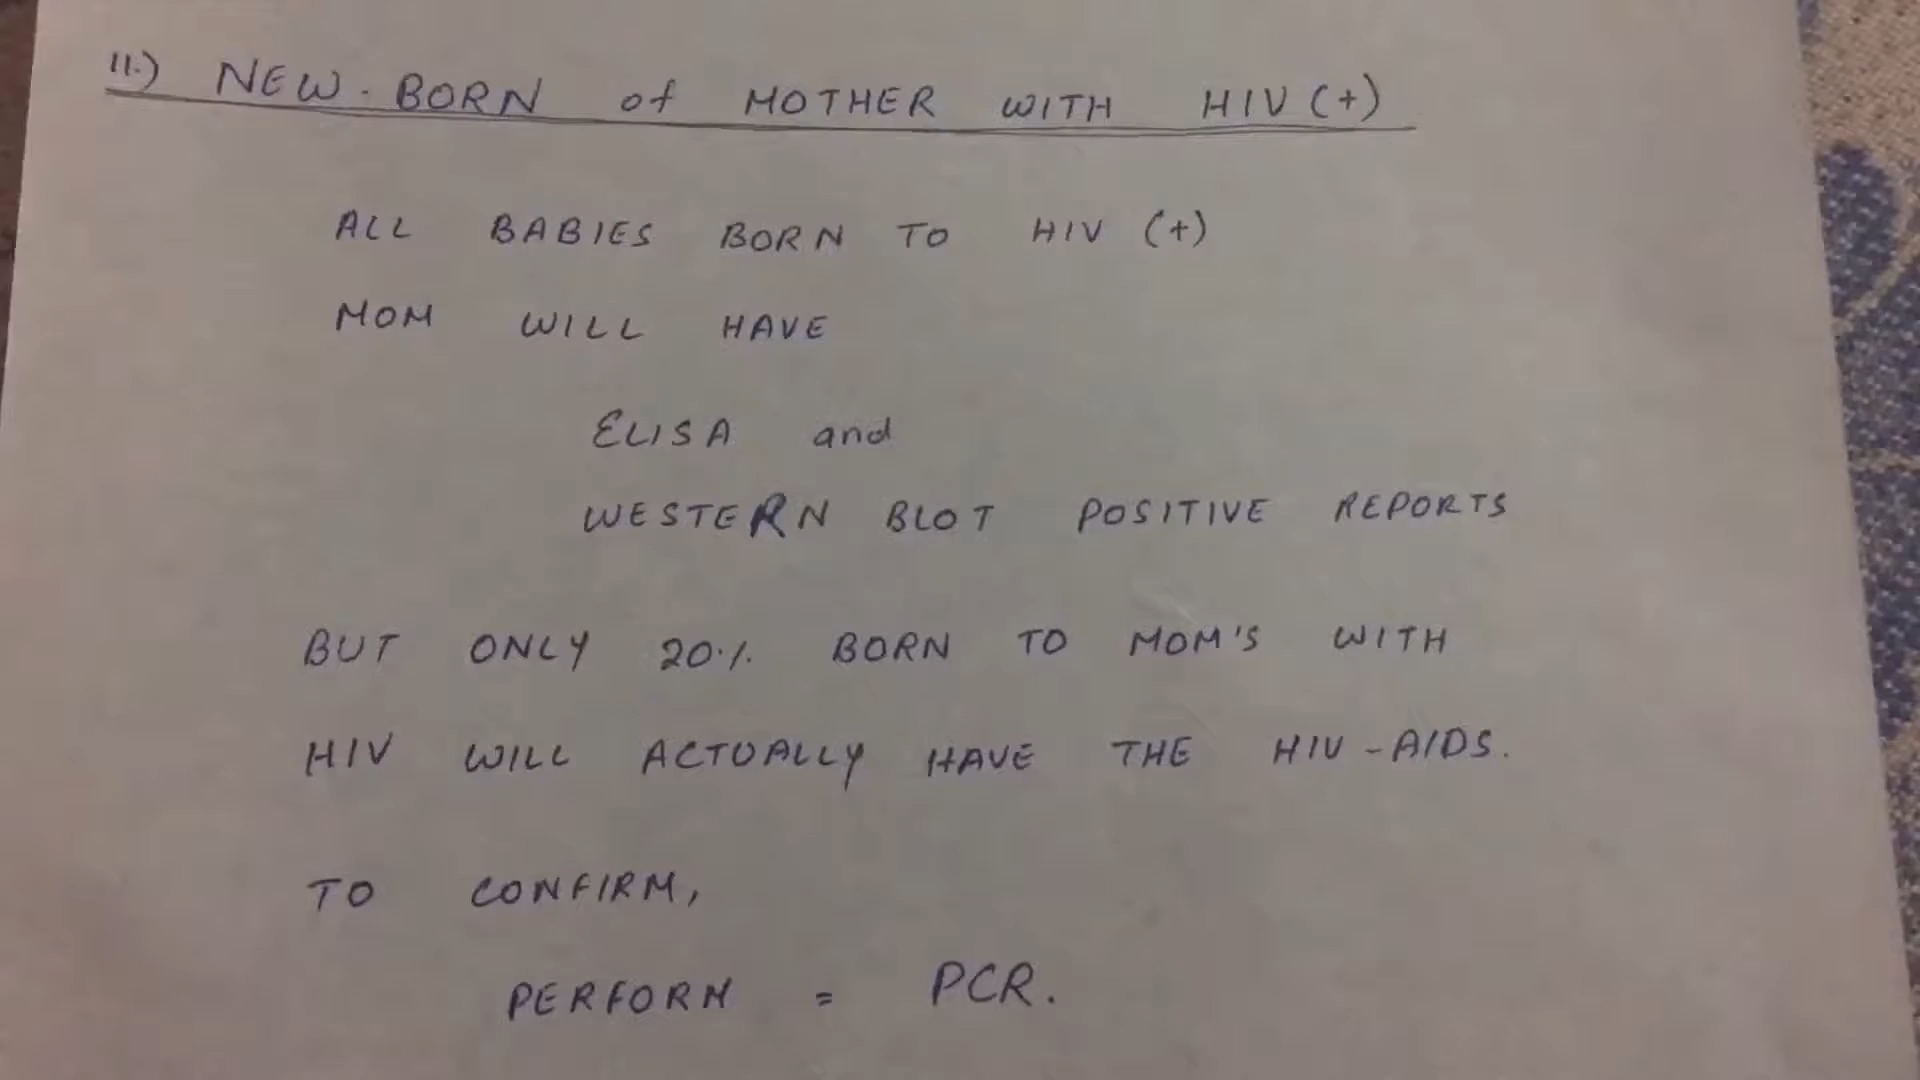 11.) NEW-BORN of MOTHER WITH HIV (+)
ALL BABIES BORN TO HIV (+)
MOM WILL HAVE
ELISA and
WESTERN BLOT POSITIVE REPORTS
BUT ONLY 20% BORN TO MOM'S WITH
HIV WILL ACTUALLY HAVE THE HIV-AIDS.
TO CONFIRM,
PERFORM = PCR.